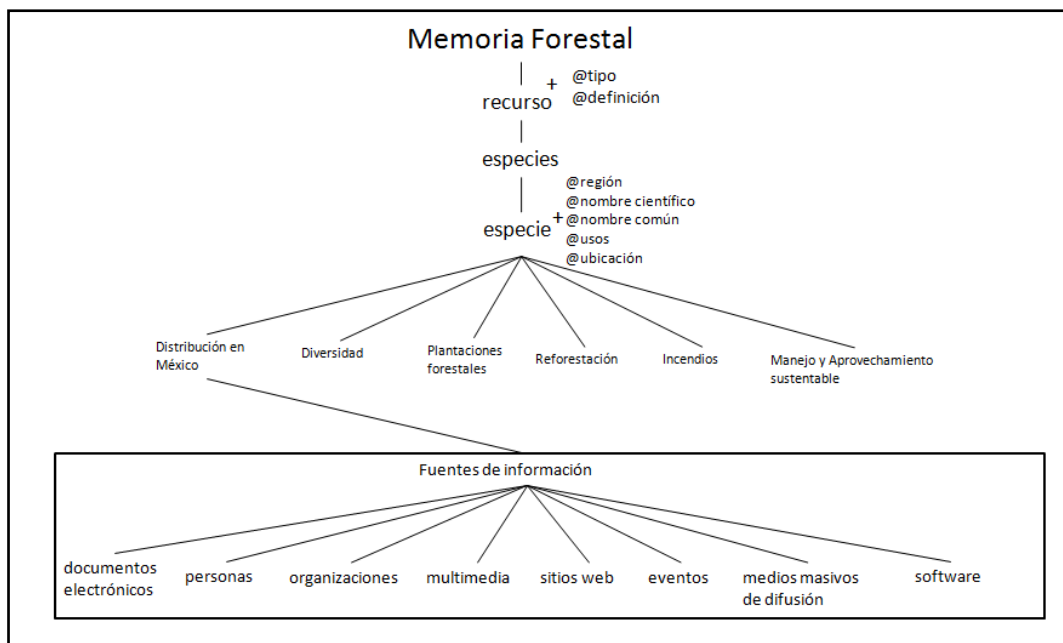 Memoria Forestal
+ @tipo
recurso @definición
especies
@región
@nombre científico
+ @nombre común
especie @usos
@ubicación
Distribución en
México
Diversidad
Plantaciones
forestales
Reforestación
Incendios
Manejo y Aprovechamiento
sustentable
Fuentes de información
documentos
electrónicos
personas
organizaciones
multimedia
sitios web
eventos
medios masivos
de difusión
software